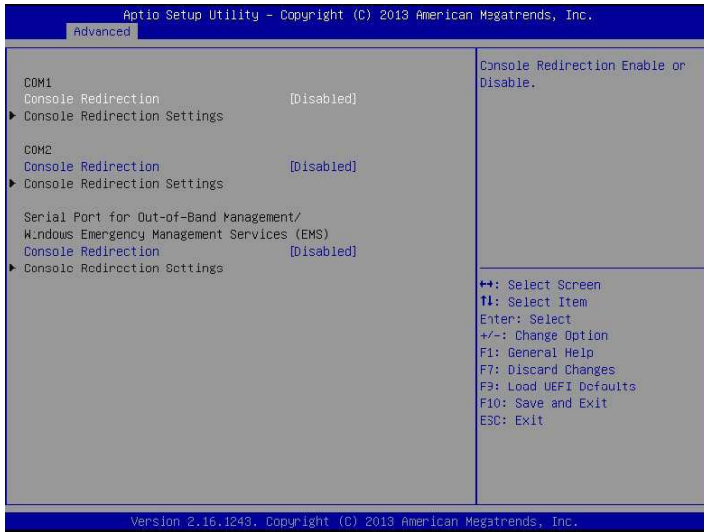 Aptio Setup Utility – Copyright (C) 2013 American Megatrends, Inc.
Advanced
COM1
Console Redirection [Disabled]
▶ Console Redirection Settings
COM2
Console Redirection [Disabled]
▶ Console Redirection Settings
Serial Port for Out-of-Band Management/
Windows Emergency Management Services (EMS)
Console Redirection [Disabled]
▶ Console Redirection Settings
Console Redirection Enable or
Disable.
↔: Select Screen
↑↓: Select Item
Enter: Select
+/-: Change Option
F1: General Help
F7: Discard Changes
F9: Load UEFI Defaults
F10: Save and Exit
ESC: Exit
Version 2.16.1243. Copyright (C) 2013 American Megatrends, Inc.